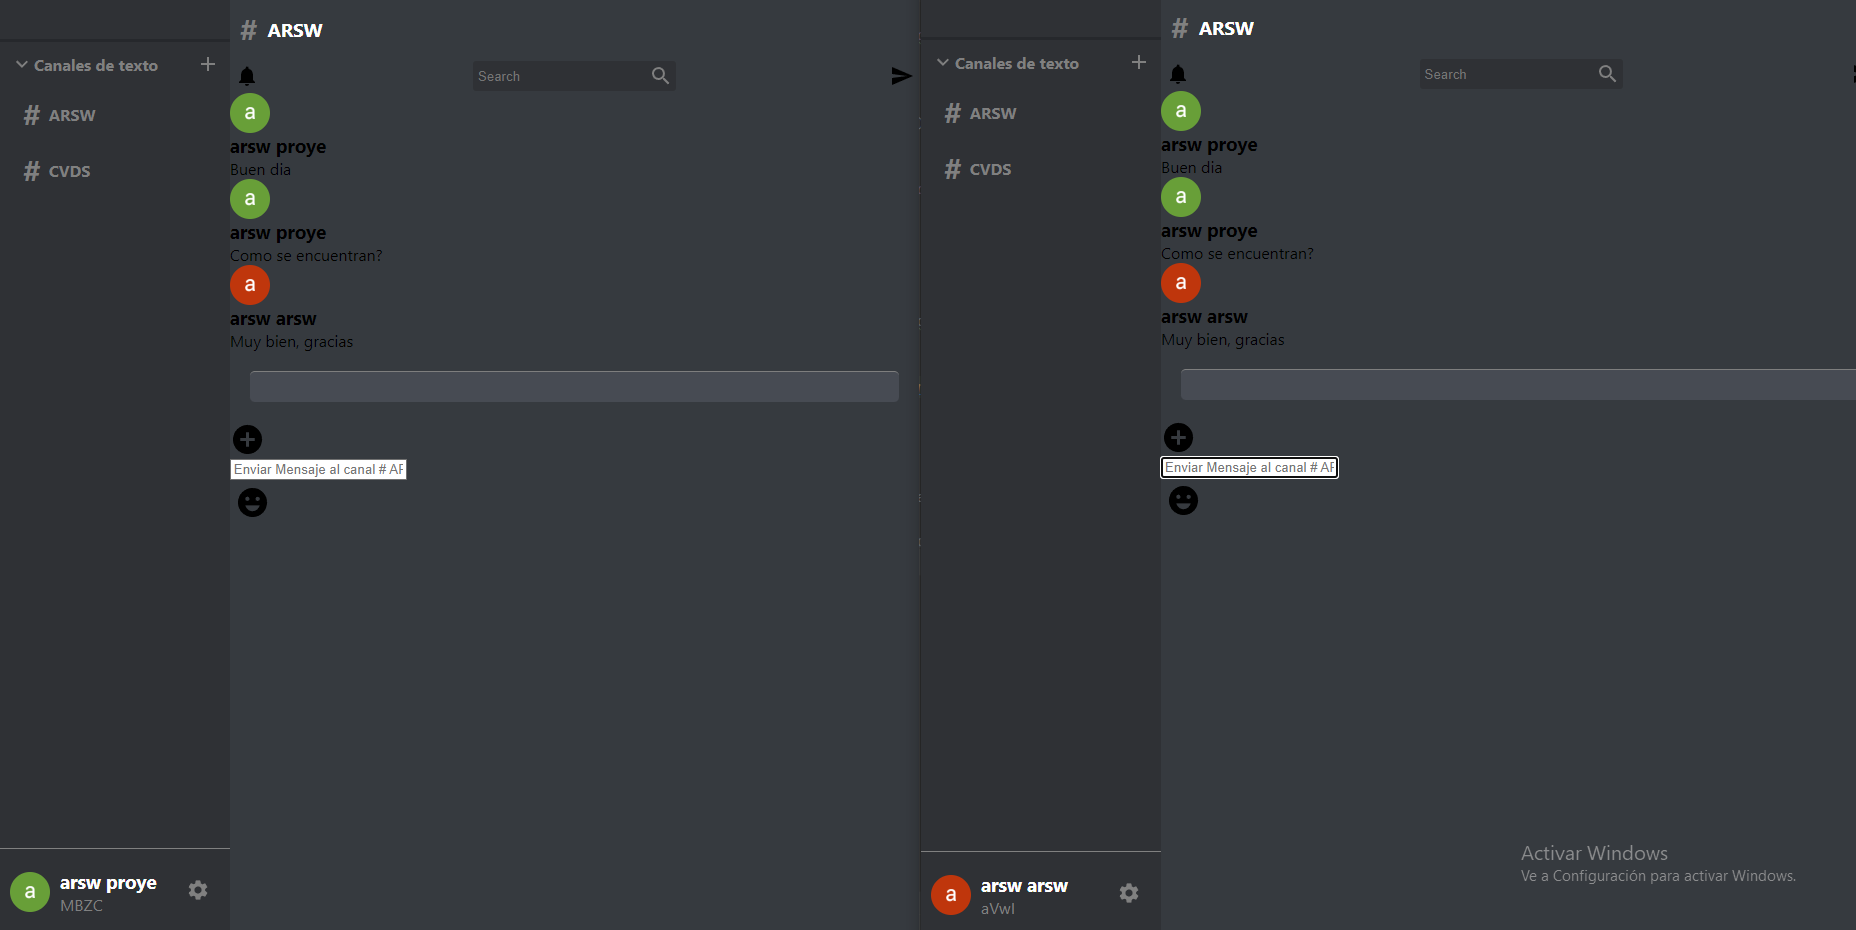 # ARSW
Canales de texto
Search
# ARSW
# CVDS
a
arsw proye
Buen dia
a
arsw proye
Como se encuentran?
a
arsw arsw
Muy bien, gracias
Enviar Mensaje al canal # AR
a
arsw proye
MBZC
# ARSW
Canales de texto
Search
# ARSW
# CVDS
a
arsw proye
Buen dia
a
arsw proye
Como se encuentran?
a
arsw arsw
Muy bien, gracias
Enviar Mensaje al canal # AR
a
arsw arsw
aVwI
Activar Windows
Ve a Configuración para activar Windows.